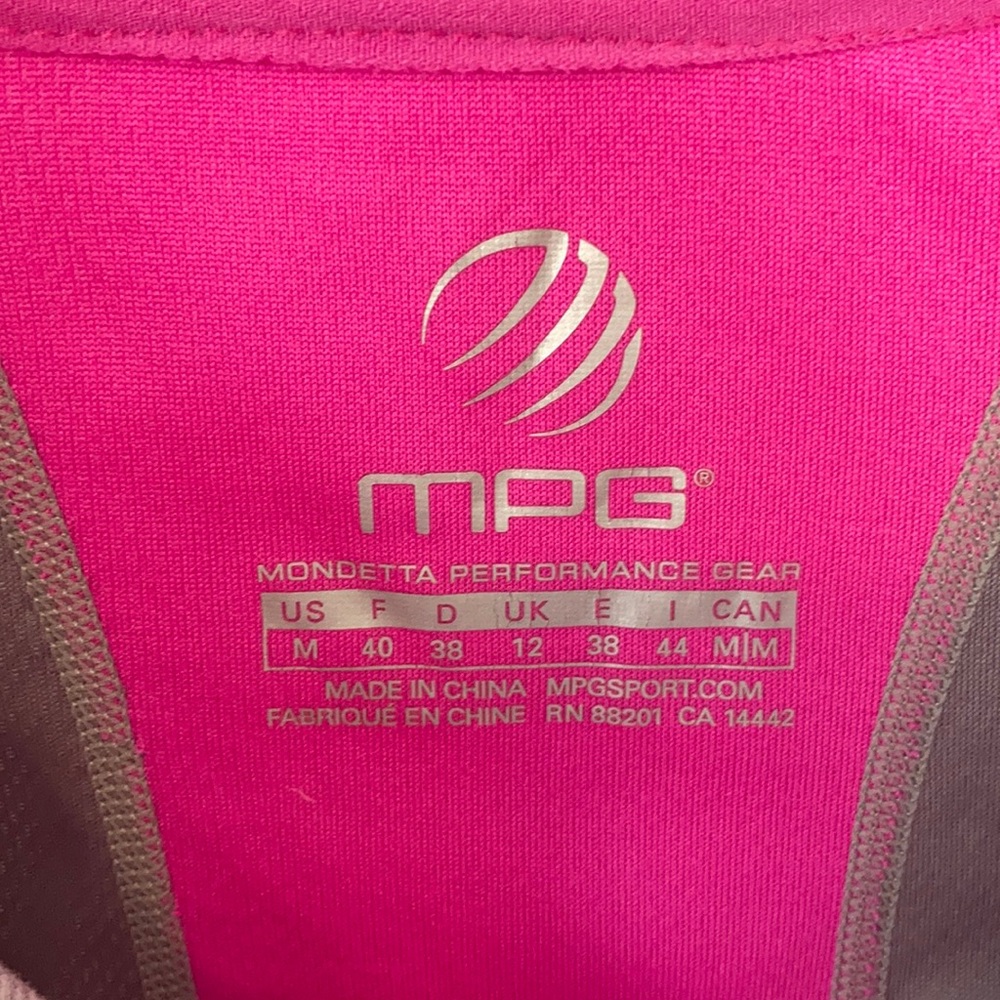 MPG®
MONDETTA PERFORMANCE GEAR
US F D UK E I CAN
M 40 38 12 38 44 M|M
MADE IN CHINA MPGSPORT.COM
FABRIQUÉ EN CHINE RN 88201 CA 14442